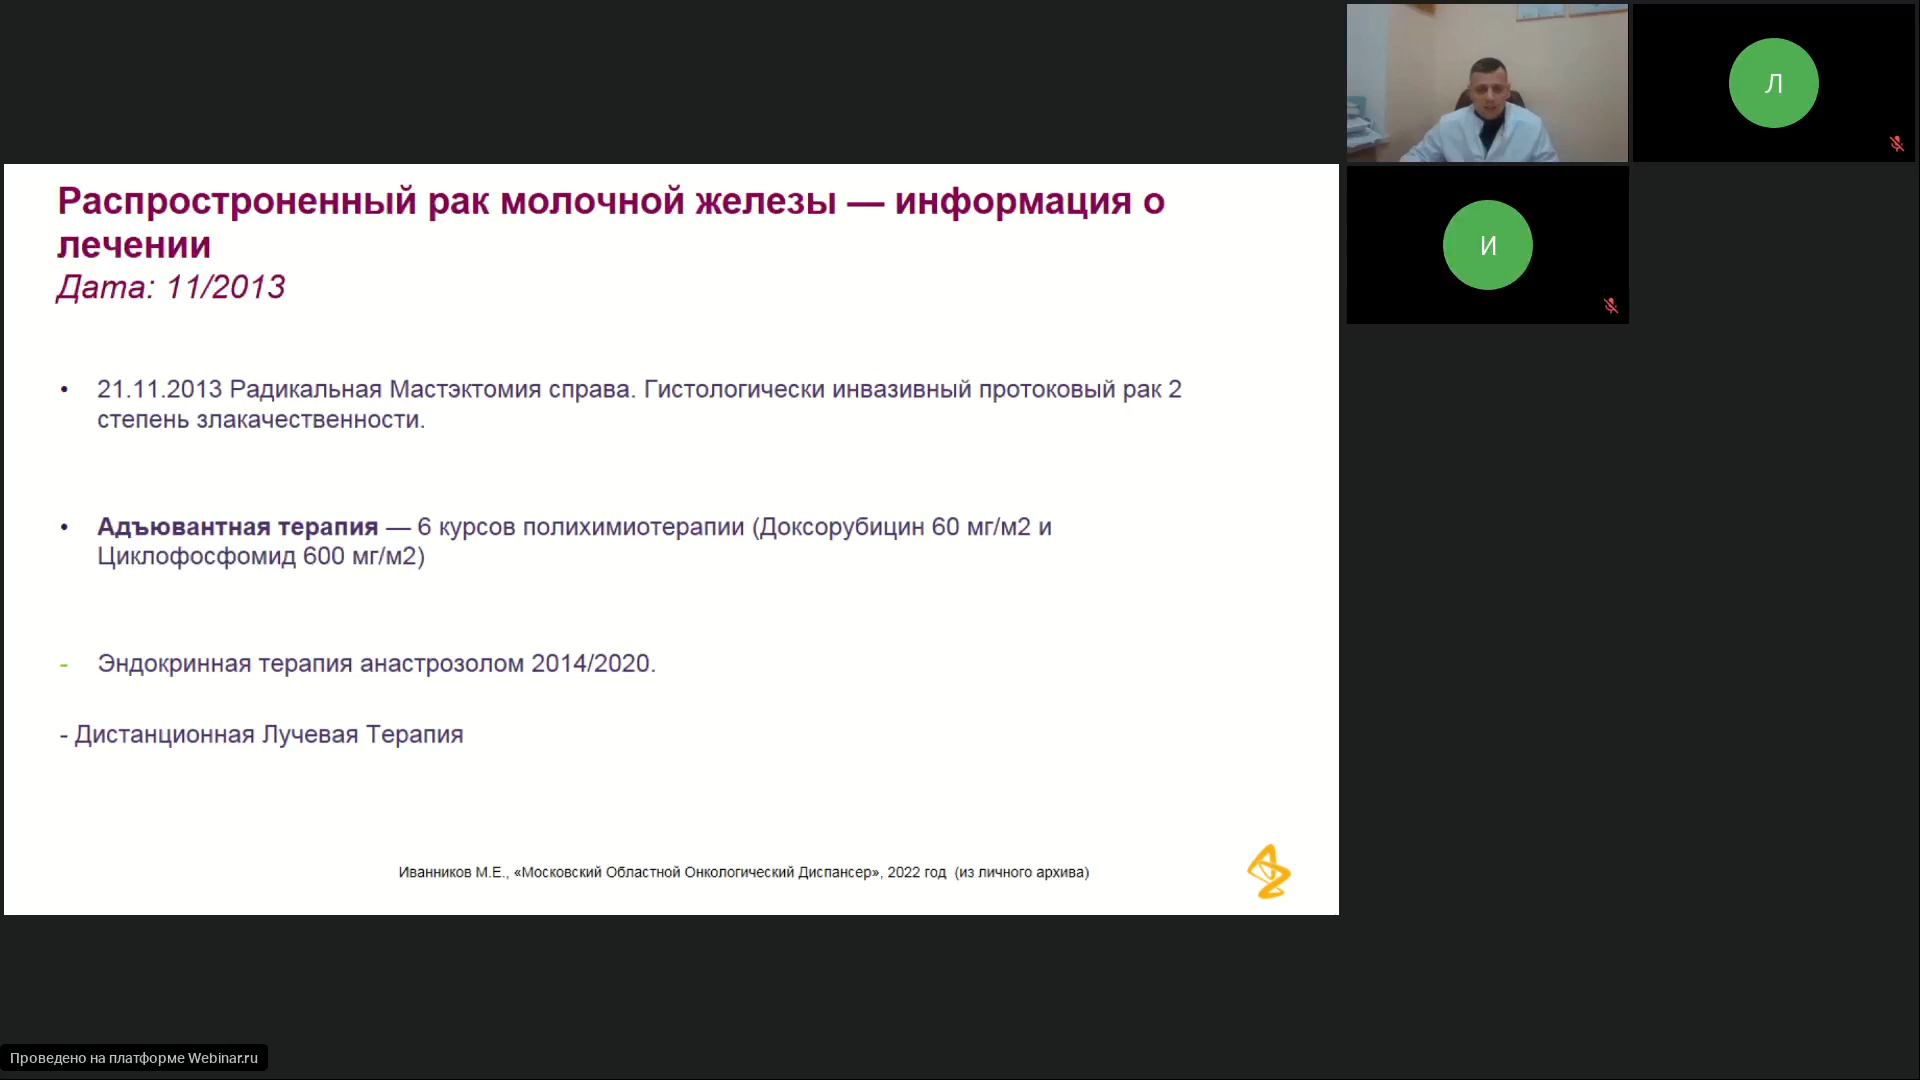 Распростроненный рак молочной железы — информация о
лечении
Дата: 11/2013
• 21.11.2013 Радикальная Мастэктомия справа. Гистологически инвазивный протоковый рак 2
степень злакачественности.
• Адъювантная терапия — 6 курсов полихимиотерапии (Доксорубицин 60 мг/м2 и
Циклофосфомид 600 мг/м2)
- Эндокринная терапия анастрозолом 2014/2020.
- Дистанционная Лучевая Терапия
Иванников М.Е., «Московский Областной Онкологический Диспансер», 2022 год (из личного архива)
Л
И
Проведено на платформе Webinar.ru